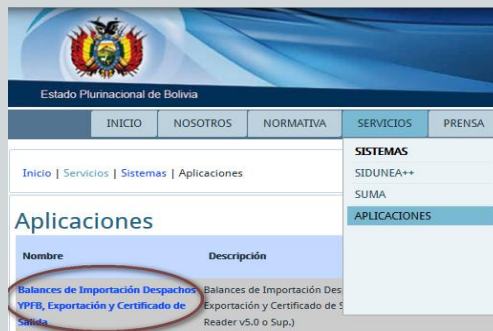 Estado Plurinacional de Bolivia
INICIO NOSOTROS NORMATIVA SERVICIOS PRENSA
SISTEMAS
SIDUNEA++
SUMA
APLICACIONES
Inicio | Servicios | Sistemas | Aplicaciones
Aplicaciones
Nombre Descripción
Balances de Importación Despachos Balances de Importación Des
YPFB, Exportación y Certificado de Exportación y Certificado de S
Salida Reader v5.0 o Sup.)